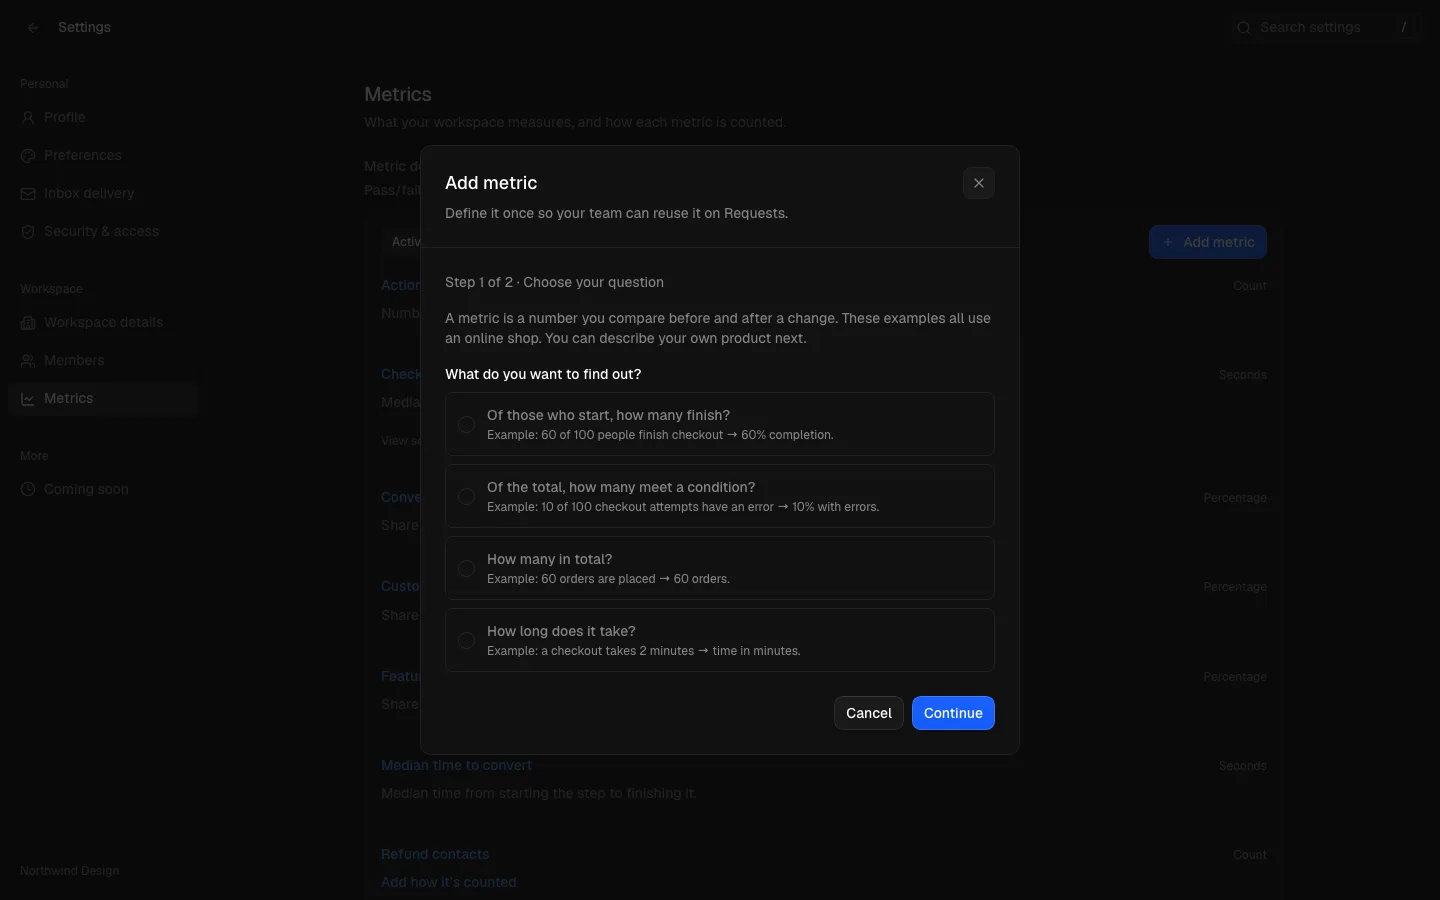 Settings
Search settings
/
Personal
Profile
Preferences
Inbox delivery
Security & access
Workspace
Workspace details
Members
Metrics
More
Coming soon
Northwind Design
Metrics
What your workspace measures, and how each metric is counted.
Metric
Pass/fail
Add metric
Count
Seconds
Percentage
Percentage
Percentage
Add metric
Define it once so your team can reuse it on Requests.
Step 1 of 2 · Choose your question
A metric is a number you compare before and after a change. These examples all use
an online shop. You can describe your own product next.
What do you want to find out?
Of those who start, how many finish?
Example: 60 of 100 people finish checkout → 60% completion.
Of the total, how many meet a condition?
Example: 10 of 100 checkout attempts have an error → 10% with errors.
How many in total?
Example: 60 orders are placed → 60 orders.
How long does it take?
Example: a checkout takes 2 minutes → time in minutes.
Cancel
Continue
Share
Share
Share
Median time to convert
Seconds
Median time from starting the step to finishing it.
Refund contacts
Count
Add how it's counted